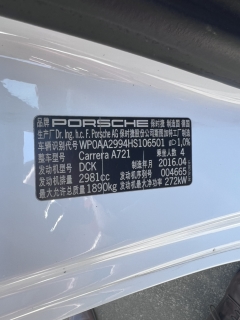 品牌 PORSCHE 保时捷 制造国 德国
生产厂 Dr. Ing. h.c. F. Porsche AG 保时捷股份公司斯图加特工厂制造
车辆识别代号 WP0AA2994HS106501 ⌀≥1,0%
整车型号 Carrera A721 制造年月 2016.04
发动机型号 DCK 乘坐人数 4
发动机排量 2981cc 发动机号 004665
最大允许总质量 1890kg 发动机最大净功率 272kW